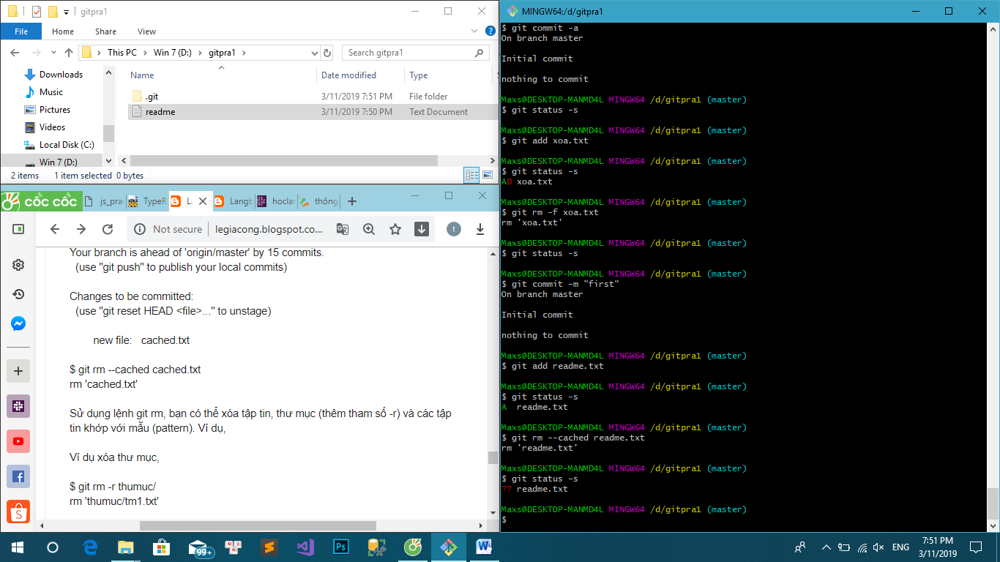 gitpra1
File
Home
Share
View
This PC
Win 7 (D:)
gitpra1
Search gitpra1
Downloads
Music
Pictures
Videos
Local Disk (C:)
Win 7 (D:)
Name
Date modified
Type
.git
3/11/2019 7:51 PM
File folder
readme
3/11/2019 7:50 PM
Text Document
2 items
1 item selected 0 bytes
cốc cốc
js_pra
TypeR
L
Langb
hoclar
thông
Not secure
legiacong.blogspot.co...
t
Your branch is ahead of 'origin/master' by 15 commits.
(use "git push" to publish your local commits)
Changes to be committed:
(use "git reset HEAD <file>..." to unstage)
new file: cached.txt
$ git rm --cached cached.txt
rm 'cached.txt'
Sử dụng lệnh git rm, bạn có thể xóa tập tin, thư mục (thêm tham số -r) và các tập
tin khớp với mẫu (pattern). Ví dụ,
Ví dụ xóa thư mục,
$ git rm -r thumuc/
rm 'thumuc/tm1.txt'
MINGW64:/d/gitpra1
$ git commit -a
On branch master
Initial commit
nothing to commit
Maxs@DESKTOP-MANMD4L MINGW64 /d/gitpra1 (master)
$ git status -s
Maxs@DESKTOP-MANMD4L MINGW64 /d/gitpra1 (master)
$ git add xoa.txt
Maxs@DESKTOP-MANMD4L MINGW64 /d/gitpra1 (master)
$ git status -s
AD xoa.txt
Maxs@DESKTOP-MANMD4L MINGW64 /d/gitpra1 (master)
$ git rm -f xoa.txt
rm 'xoa.txt'
Maxs@DESKTOP-MANMD4L MINGW64 /d/gitpra1 (master)
$ git status -s
Maxs@DESKTOP-MANMD4L MINGW64 /d/gitpra1 (master)
$ git commit -m "first"
On branch master
Initial commit
nothing to commit
Maxs@DESKTOP-MANMD4L MINGW64 /d/gitpra1 (master)
$ git add readme.txt
Maxs@DESKTOP-MANMD4L MINGW64 /d/gitpra1 (master)
$ git status -s
A  readme.txt
Maxs@DESKTOP-MANMD4L MINGW64 /d/gitpra1 (master)
$ git rm --cached readme.txt
rm 'readme.txt'
Maxs@DESKTOP-MANMD4L MINGW64 /d/gitpra1 (master)
$ git status -s
?? readme.txt
Maxs@DESKTOP-MANMD4L MINGW64 /d/gitpra1 (master)
$
99+
Ps
ENG
7:51 PM
3/11/2019